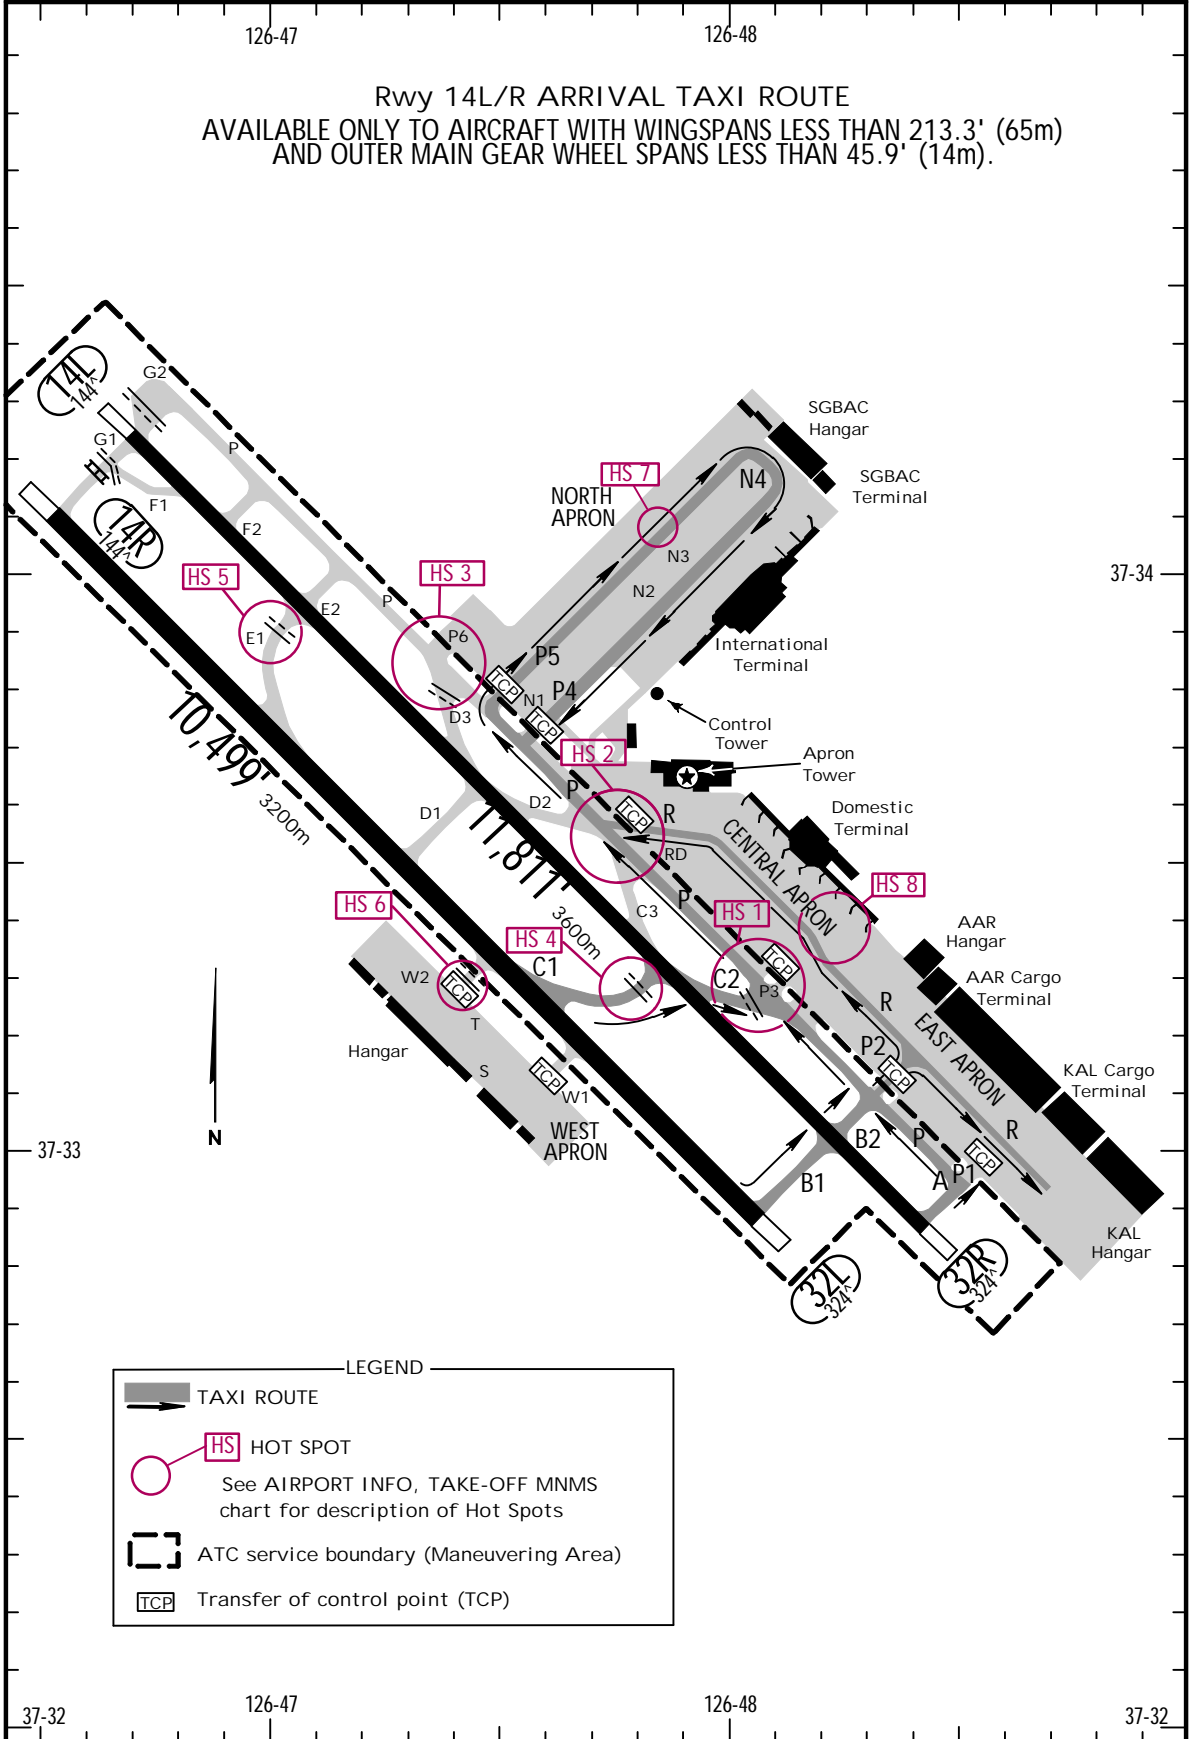 126-47
126-48
Rwy 14L/R ARRIVAL TAXI ROUTE
AVAILABLE ONLY TO AIRCRAFT WITH WINGSPANS LESS THAN 213.3' (65m)
AND OUTER MAIN GEAR WHEEL SPANS LESS THAN 45.9' (14m).
14L
144^
G2
G1
P
F1
F2
14R
144^
HS 5
E1
E2
P
HS 3
P6
D3
HS 7
NORTH
APRON
N4
N3
N2
SGBAC
Hangar
SGBAC
Terminal
37-34
International
Terminal
P5
TCP
N1
P4
TCP
Control
Tower
Apron
Tower
Domestic
Terminal
HS 2
TCP
R
P
D2
D1
RD
CENTRAL APRON
HS 8
10,499'
3200m
11,811'
3600m
P
C3
HS 1
HS 6
HS 4
C1
C2
TCP
P3
AAR
Hangar
AAR Cargo
Terminal
W2
TCP
T
Hangar
S
TCP
W1
WEST
APRON
R
P2
TCP
EAST APRON
KAL Cargo
Terminal
R
B2
P
TCP
B1
A
P1
N
37-33
KAL
Hangar
32L
324^
32R
324^
LEGEND
TAXI ROUTE
HS HOT SPOT
See AIRPORT INFO, TAKE-OFF MNMS
chart for description of Hot Spots
ATC service boundary (Maneuvering Area)
TCP Transfer of control point (TCP)
37-32
126-47
126-48
37-32